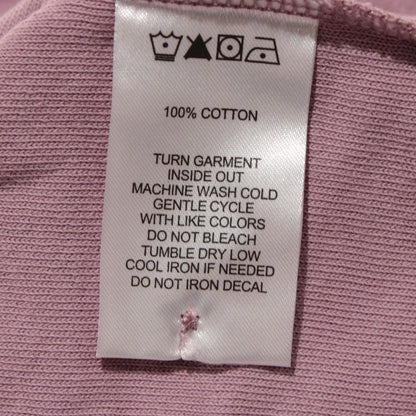 100% COTTON
TURN GARMENT
INSIDE OUT
MACHINE WASH COLD
GENTLE CYCLE
WITH LIKE COLORS
DO NOT BLEACH
TUMBLE DRY LOW
COOL IRON IF NEEDED
DO NOT IRON DECAL